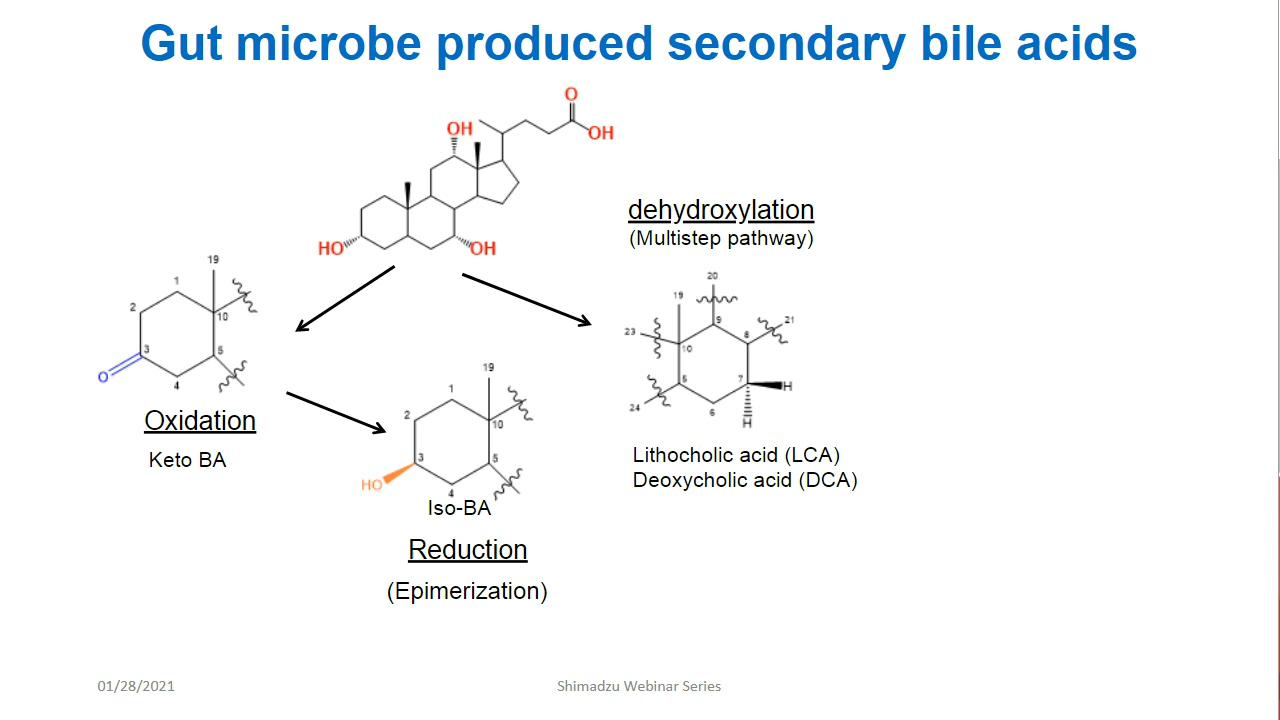 Gut microbe produced secondary bile acids
O
OH
OH
HO
OH
dehydroxylation
(Multistep pathway)
19
1
2
10
3
5
4
O
Oxidation
Keto BA
19
1
2
10
3
5
4
HO
Iso-BA
Reduction
(Epimerization)
20
19
21
23
9
8
10
5
7
H
24
6
H
Lithocholic acid (LCA)
Deoxycholic acid (DCA)
01/28/2021
Shimadzu Webinar Series